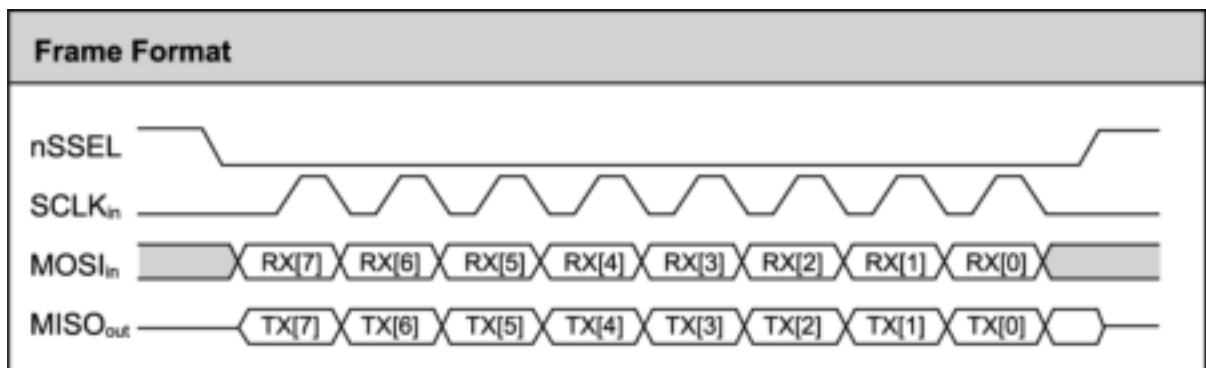 Frame Format
nSSEL
SCLKin
MOSIin RX[7] RX[6] RX[5] RX[4] RX[3] RX[2] RX[1] RX[0]
MISOout TX[7] TX[6] TX[5] TX[4] TX[3] TX[2] TX[1] TX[0]